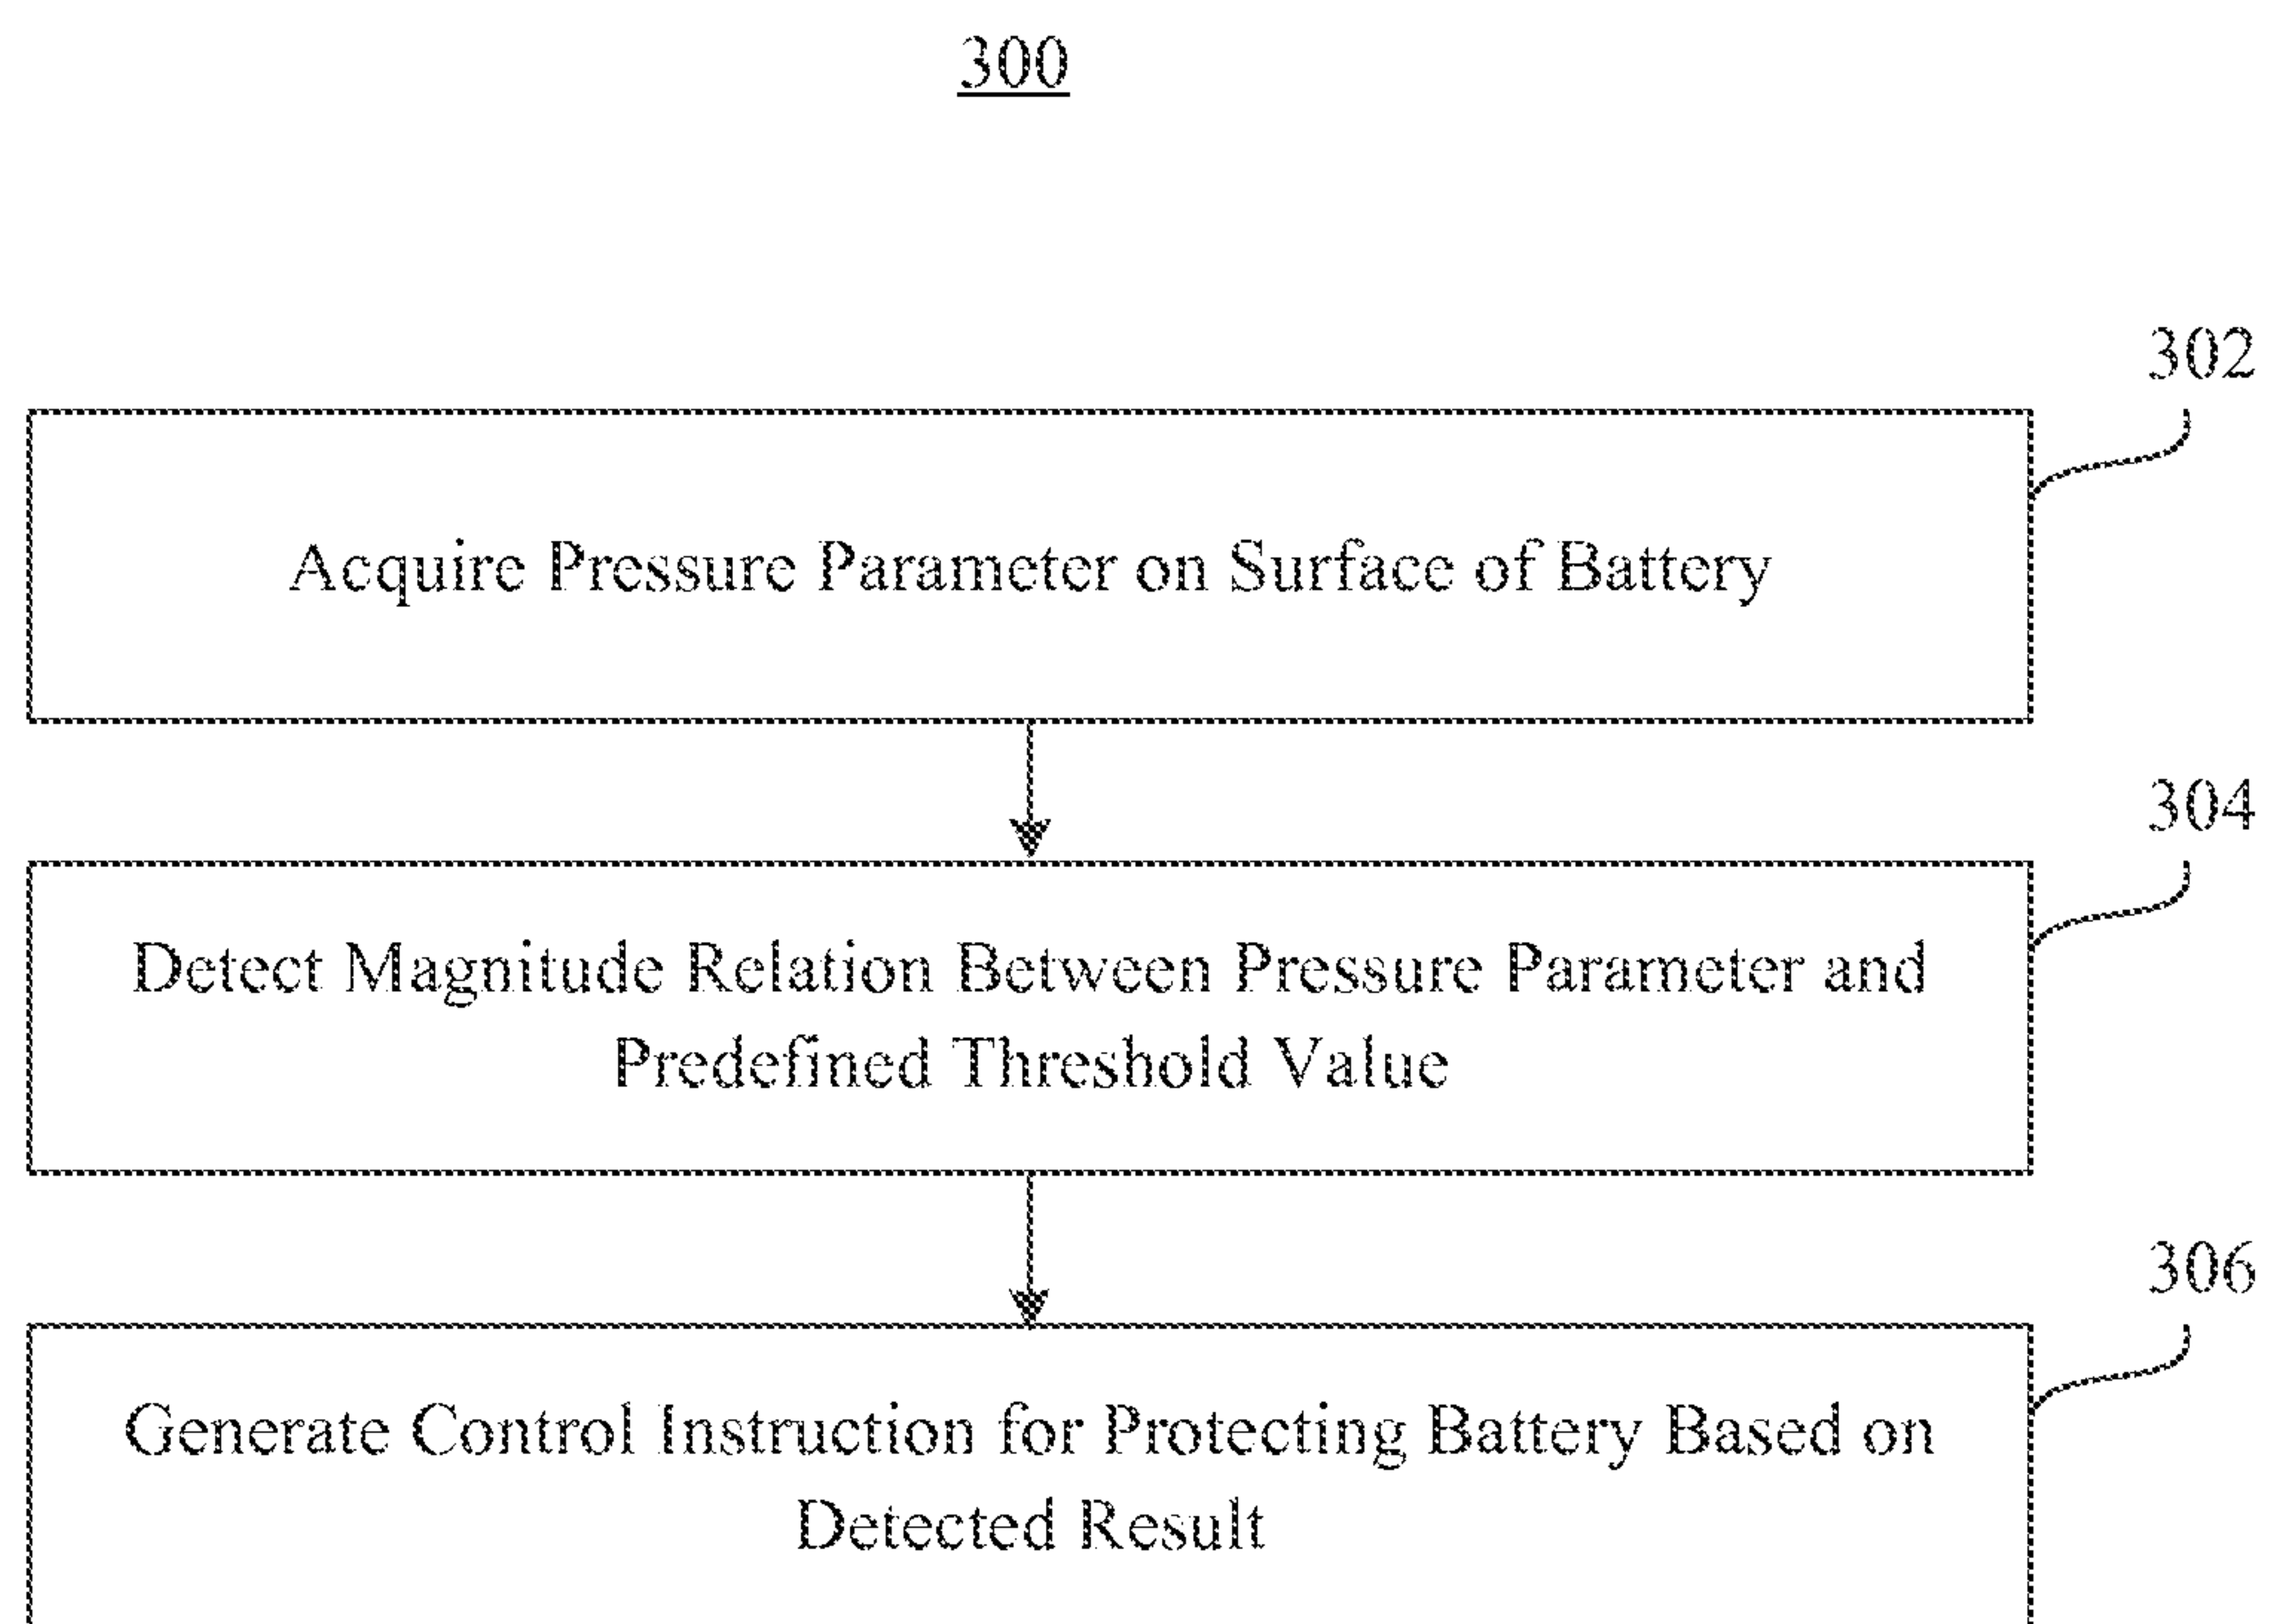 300
302
Acquire Pressure Parameter on Surface of Battery
304
Detect Magnitude Relation Between Pressure Parameter and
Predefined Threshold Value
306
Generate Control Instruction for Protecting Battery Based on
Detected Result